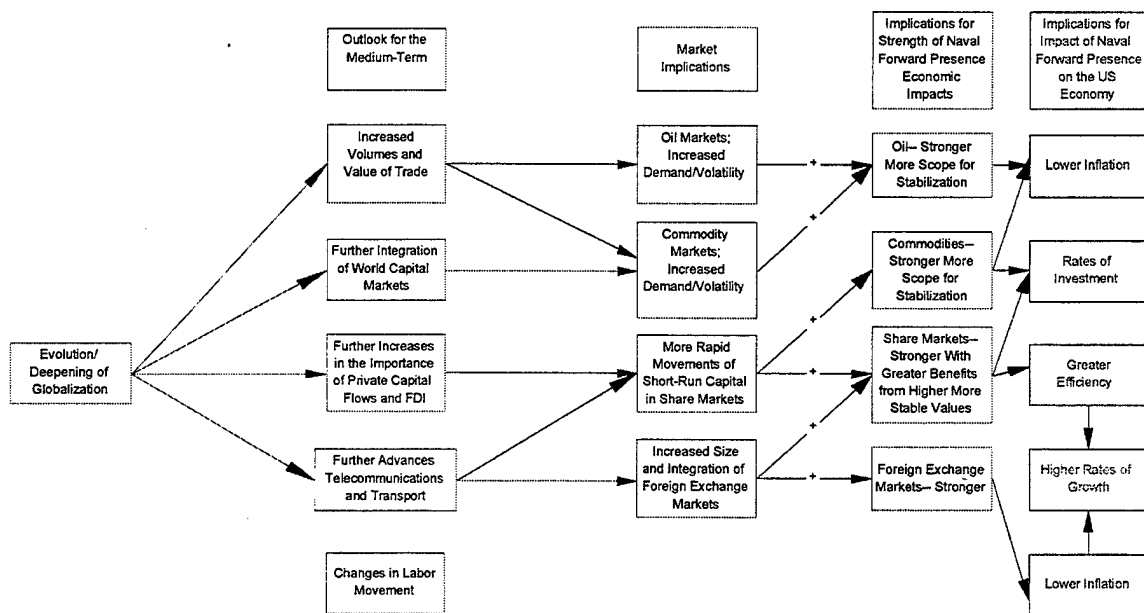 Outlook for the
Medium-Term
Market
Implications
Implications for
Strength of Naval
Forward Presence
Economic
Impacts
Implications for
Impact of Naval
Forward Presence
on the US
Economy
Increased
Volumes and
Value of Trade
Oil Markets;
Increased
Demand/Volatility
+
Oil– Stronger
More Scope for
Stabilization
Lower Inflation
Further Integration
of World Capital
Markets
Commodity
Markets;
Increased
Demand/Volatility
+
Commodities–
Stronger More
Scope for
Stabilization
Rates of
Investment
Evolution/
Deepening of
Globalization
Further Increases
in the Importance
of Private Capital
Flows and FDI
More Rapid
Movements of
Short-Run Capital
in Share Markets
+
+
Share Markets–
Stronger With
Greater Benefits
from Higher More
Stable Values
Greater
Efficiency
Further Advances
Telecommunications
and Transport
Increased Size
and Integration of
Foreign Exchange
Markets
+
+
Foreign Exchange
Markets– Stronger
Higher Rates of
Growth
Changes in Labor
Movement
Lower Inflation